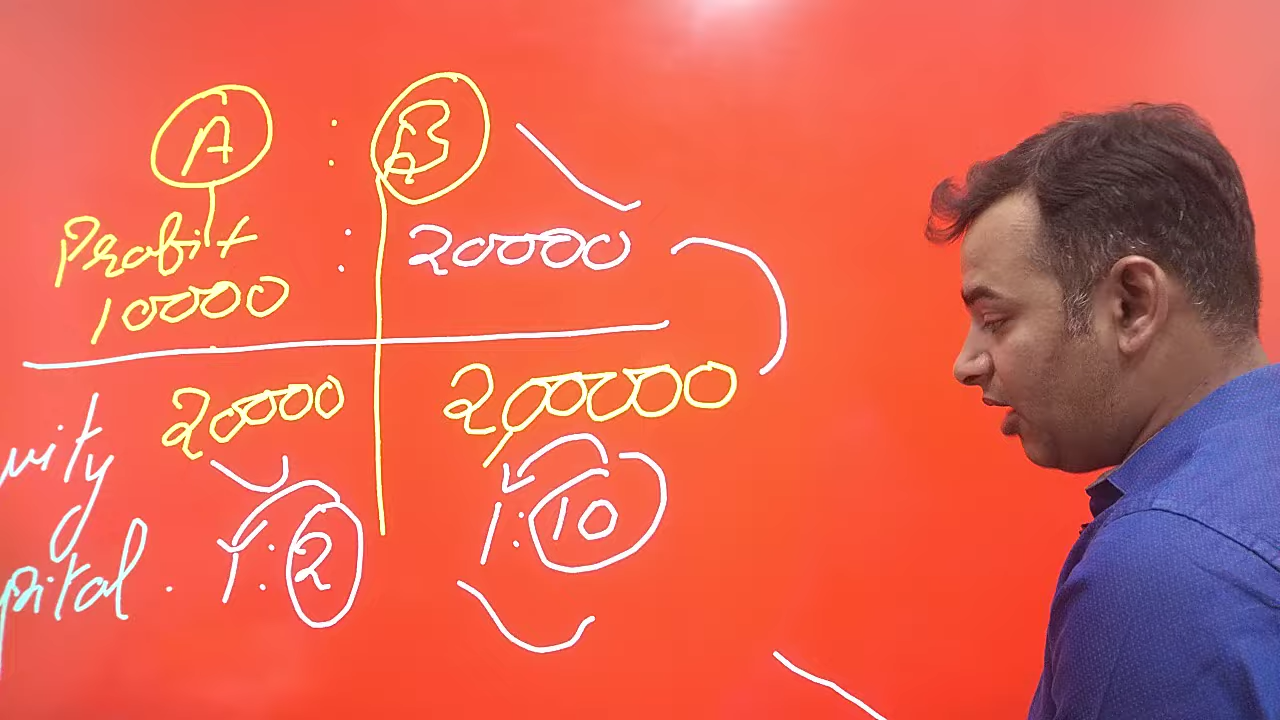 A : B
Profit : 20000
10000
20000 200000
uity
pital. 1:2 1:10